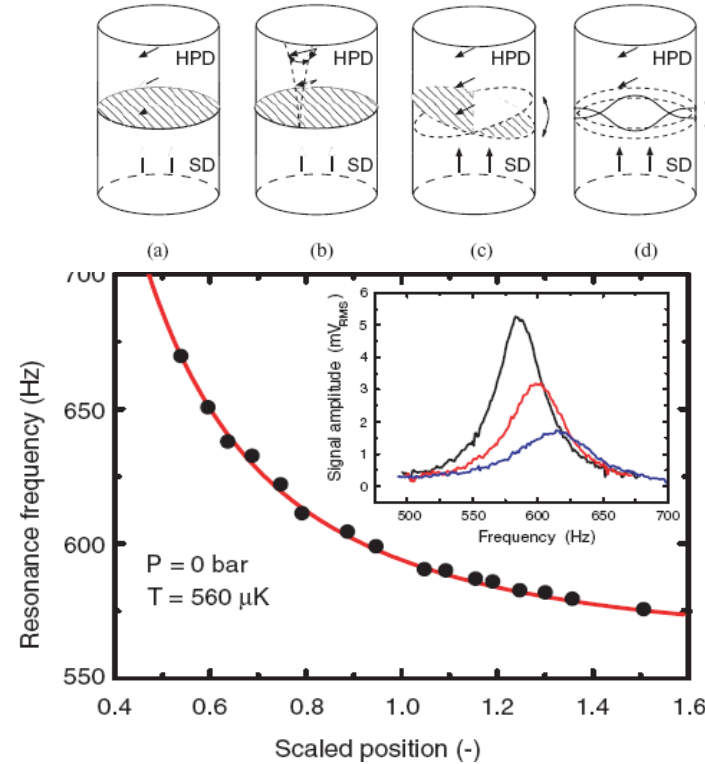 HPD HPD HPD HPD
SD SD SD SD
(a) (b) (c) (d)
Resonance frequency (Hz)
700
650
600
550
P = 0 bar
T = 560 μK
0.4 0.6 0.8 1.0 1.2 1.4 1.6
Scaled position (-)
Signal amplitude (mVRMS)
6
5
4
3
2
1
0
500 550 600 650 700
Frequency (Hz)